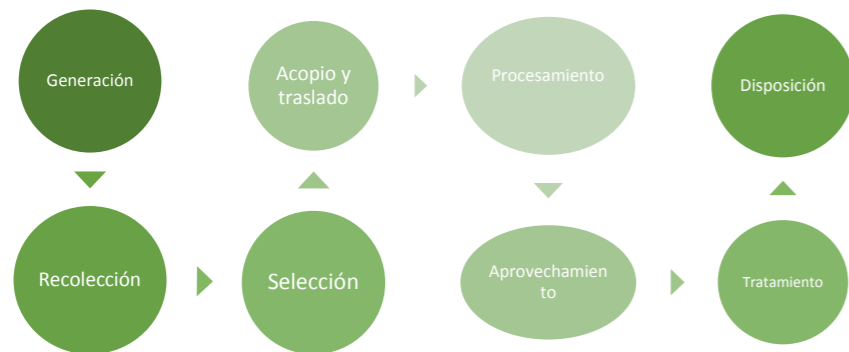 Generación
Recolección
Selección
Acopio y
traslado
Procesamiento
Aprovechamien
to
Tratamiento
Disposición